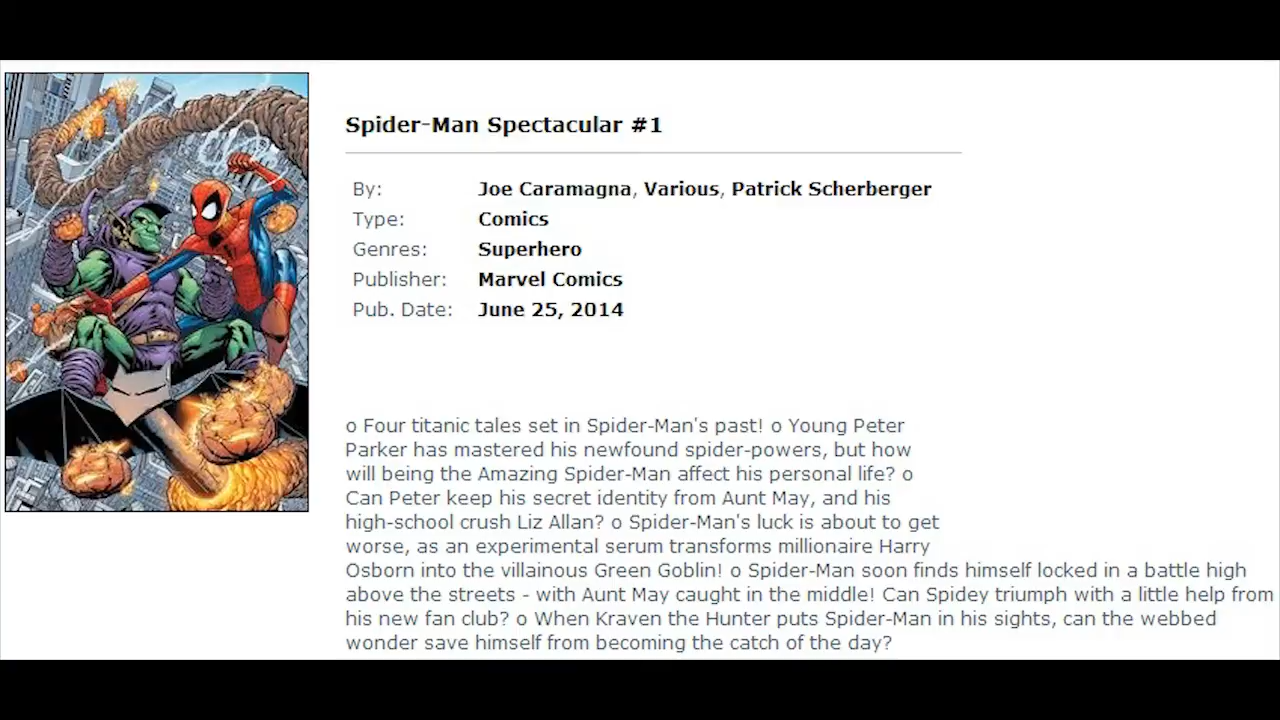 Spider-Man Spectacular #1
By: Joe Caramagna, Various, Patrick Scherberger
Type: Comics
Genres: Superhero
Publisher: Marvel Comics
Pub. Date: June 25, 2014
o Four titanic tales set in Spider-Man's past! o Young Peter
Parker has mastered his newfound spider-powers, but how
will being the Amazing Spider-Man affect his personal life? o
Can Peter keep his secret identity from Aunt May, and his
high-school crush Liz Allan? o Spider-Man's luck is about to get
worse, as an experimental serum transforms millionaire Harry
Osborn into the villainous Green Goblin! o Spider-Man soon finds himself locked in a battle high
above the streets - with Aunt May caught in the middle! Can Spidey triumph with a little help from
his new fan club? o When Kraven the Hunter puts Spider-Man in his sights, can the webbed
wonder save himself from becoming the catch of the day?